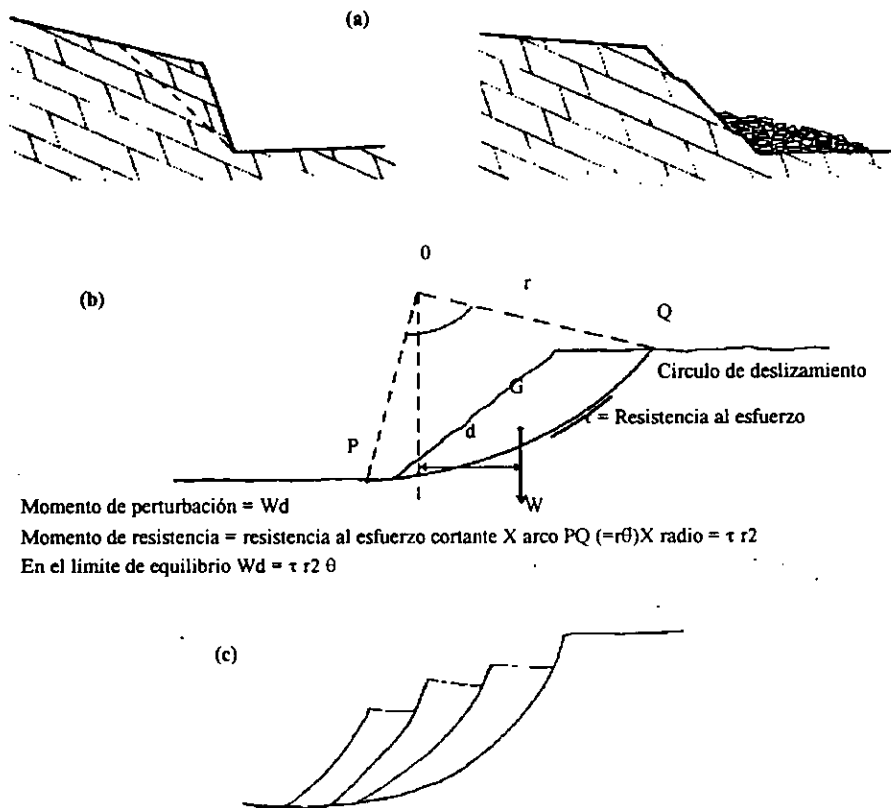 (a)
0
r
(b)
Q
Circulo de deslizamiento
G
= Resistencia al esfuerzo
P
d
W
Momento de perturbación = Wd
Momento de resistencia = resistencia al esfuerzo cortante X arco PQ (=rθ)X radio = τ r2
En el límite de equilibrio Wd = τ r2 θ
(c)